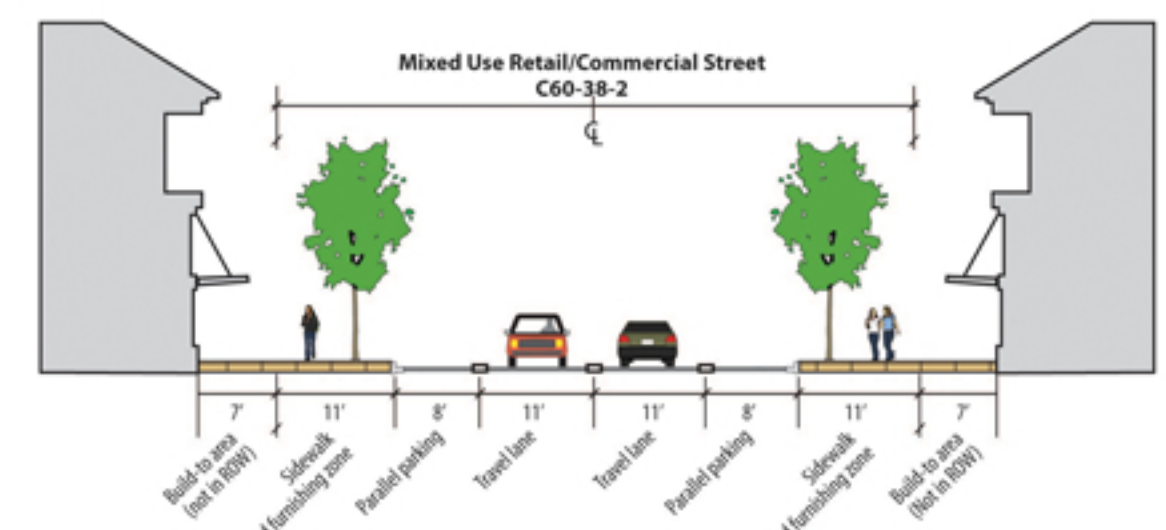 Mixed Use Retail/Commercial Street
C60-38-2
℄
7'
11'
8'
11'
11'
8'
11'
7'
Build-to area
(not in ROW)
Sidewalk
furnishing zone
Parallel parking
Travel lane
Travel lane
Parallel parking
Sidewalk
furnishing zone
Build-to area
(Not in ROW)